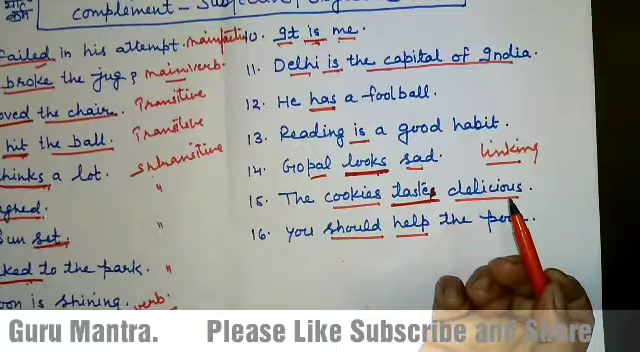 complement - Subjective
failed in his attempt.
broke the jug? main verb.
oved the chair. Transitive
hit the ball. Transitive
hinks a lot. Intransitive "
ghed. "
Sun set. "
ked to the park. "
oon is shining. verb.
10. It is me.
11. Delhi is the capital of India.
12. He has a foolball.
13. Reading is a good habit.
14. Gopal looks sad. linking
15. The cookies tastes delicious.
16. You should help the poor.
Guru Mantra. Please Like Subscribe and Share